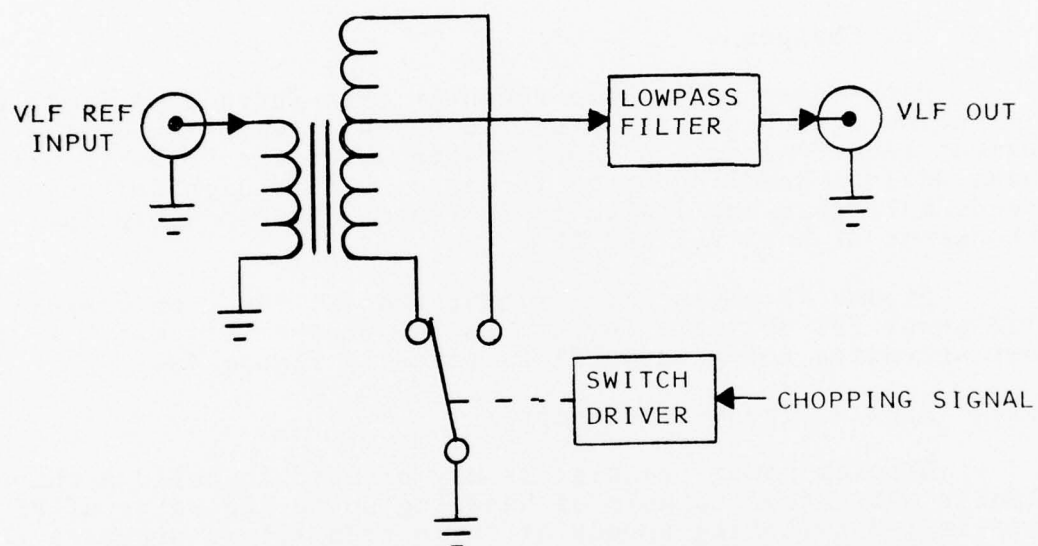 VLF REF
INPUT
LOWPASS
FILTER
VLF OUT
SWITCH
DRIVER
CHOPPING SIGNAL